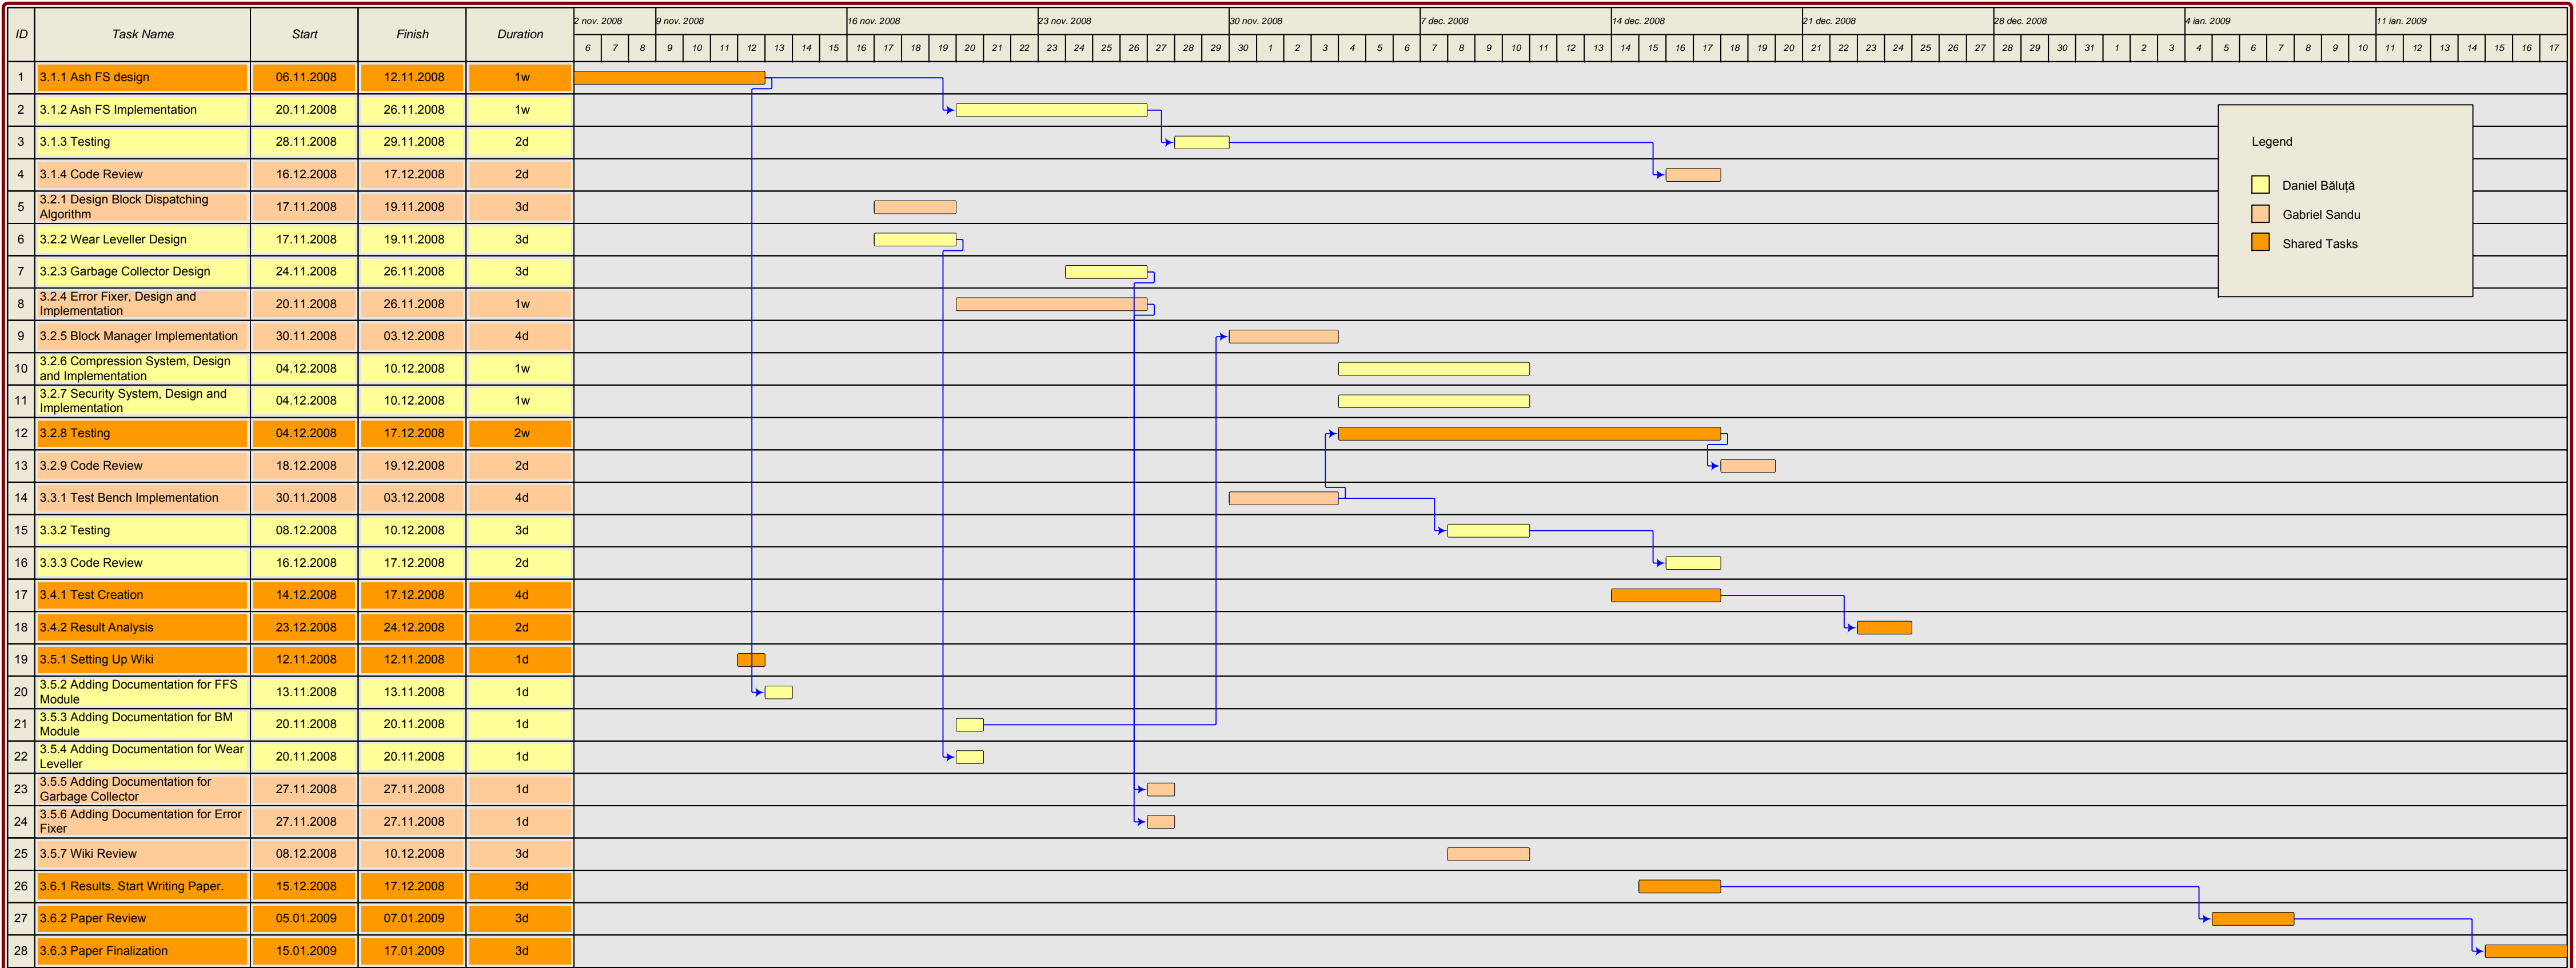 ID Task Name Start Finish Duration
2 nov. 2008 9 nov. 2008 16 nov. 2008 23 nov. 2008 30 nov. 2008 7 dec. 2008 14 dec. 2008 21 dec. 2008 28 dec. 2008 4 ian. 2009 11 ian. 2009
6 7 8 9 10 11 12 13 14 15 16 17 18 19 20 21 22 23 24 25 26 27 28 29 30 1 2 3 4 5 6 7 8 9 10 11 12 13 14 15 16 17 18 19 20 21 22 23 24 25 26 27 28 29 30 31 1 2 3 4 5 6 7 8 9 10 11 12 13 14 15 16 17
1 3.1.1 Ash FS design 06.11.2008 12.11.2008 1w
2 3.1.2 Ash FS Implementation 20.11.2008 26.11.2008 1w
3 3.1.3 Testing 28.11.2008 29.11.2008 2d
4 3.1.4 Code Review 16.12.2008 17.12.2008 2d
5 3.2.1 Design Block Dispatching
Algorithm 17.11.2008 19.11.2008 3d
6 3.2.2 Wear Leveller Design 17.11.2008 19.11.2008 3d
7 3.2.3 Garbage Collector Design 24.11.2008 26.11.2008 3d
8 3.2.4 Error Fixer, Design and
Implementation 20.11.2008 26.11.2008 1w
9 3.2.5 Block Manager Implementation 30.11.2008 03.12.2008 4d
10 3.2.6 Compression System, Design
and Implementation 04.12.2008 10.12.2008 1w
11 3.2.7 Security System, Design and
Implementation 04.12.2008 10.12.2008 1w
12 3.2.8 Testing 04.12.2008 17.12.2008 2w
13 3.2.9 Code Review 18.12.2008 19.12.2008 2d
14 3.3.1 Test Bench Implementation 30.11.2008 03.12.2008 4d
15 3.3.2 Testing 08.12.2008 10.12.2008 3d
16 3.3.3 Code Review 16.12.2008 17.12.2008 2d
17 3.4.1 Test Creation 14.12.2008 17.12.2008 4d
18 3.4.2 Result Analysis 23.12.2008 24.12.2008 2d
19 3.5.1 Setting Up Wiki 12.11.2008 12.11.2008 1d
20 3.5.2 Adding Documentation for FFS
Module 13.11.2008 13.11.2008 1d
21 3.5.3 Adding Documentation for BM
Module 20.11.2008 20.11.2008 1d
22 3.5.4 Adding Documentation for Wear
Leveller 20.11.2008 20.11.2008 1d
23 3.5.5 Adding Documentation for
Garbage Collector 27.11.2008 27.11.2008 1d
24 3.5.6 Adding Documentation for Error
Fixer 27.11.2008 27.11.2008 1d
25 3.5.7 Wiki Review 08.12.2008 10.12.2008 3d
26 3.6.1 Results. Start Writing Paper. 15.12.2008 17.12.2008 3d
27 3.6.2 Paper Review 05.01.2009 07.01.2009 3d
28 3.6.3 Paper Finalization 15.01.2009 17.01.2009 3d
Legend
Daniel Băluță
Gabriel Sandu
Shared Tasks